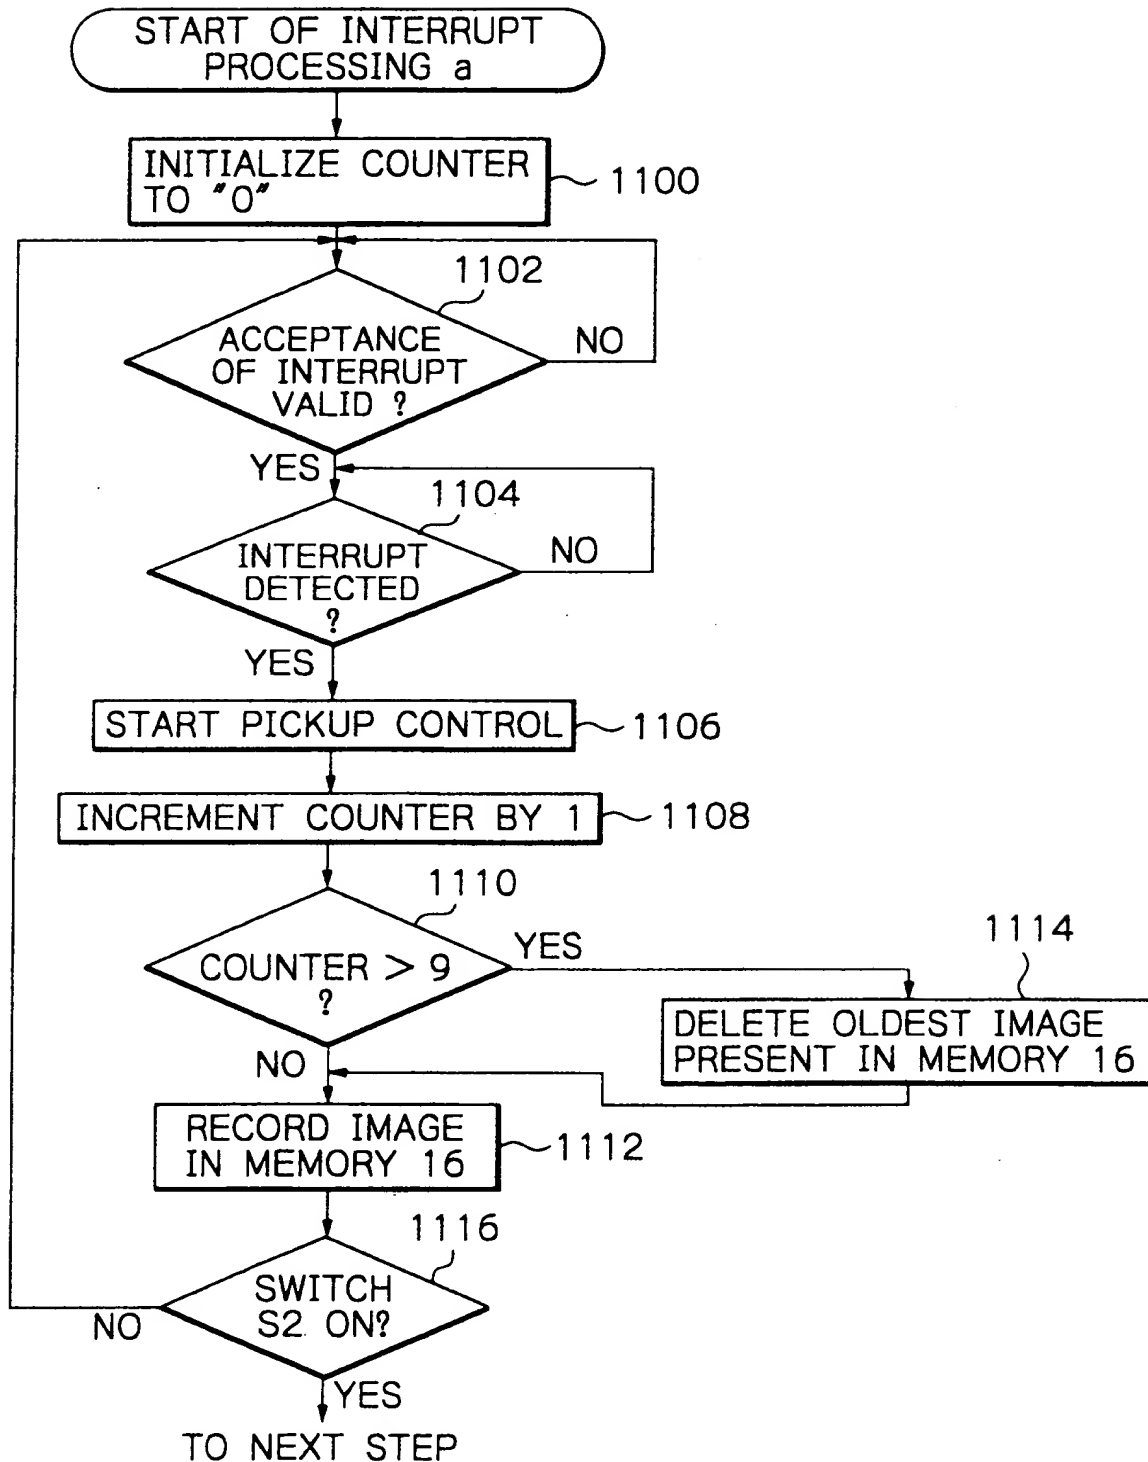 START OF INTERRUPT
PROCESSING a
INITIALIZE COUNTER
TO "0"
1100
1102
ACCEPTANCE
OF INTERRUPT
VALID ?
NO
YES
1104
INTERRUPT
DETECTED
?
NO
YES
START PICKUP CONTROL
1106
INCREMENT COUNTER BY 1
1108
1110
COUNTER > 9
?
YES
1114
DELETE OLDEST IMAGE
PRESENT IN MEMORY 16
NO
RECORD IMAGE
IN MEMORY 16
1112
1116
SWITCH
S2 ON?
NO
YES
TO NEXT STEP